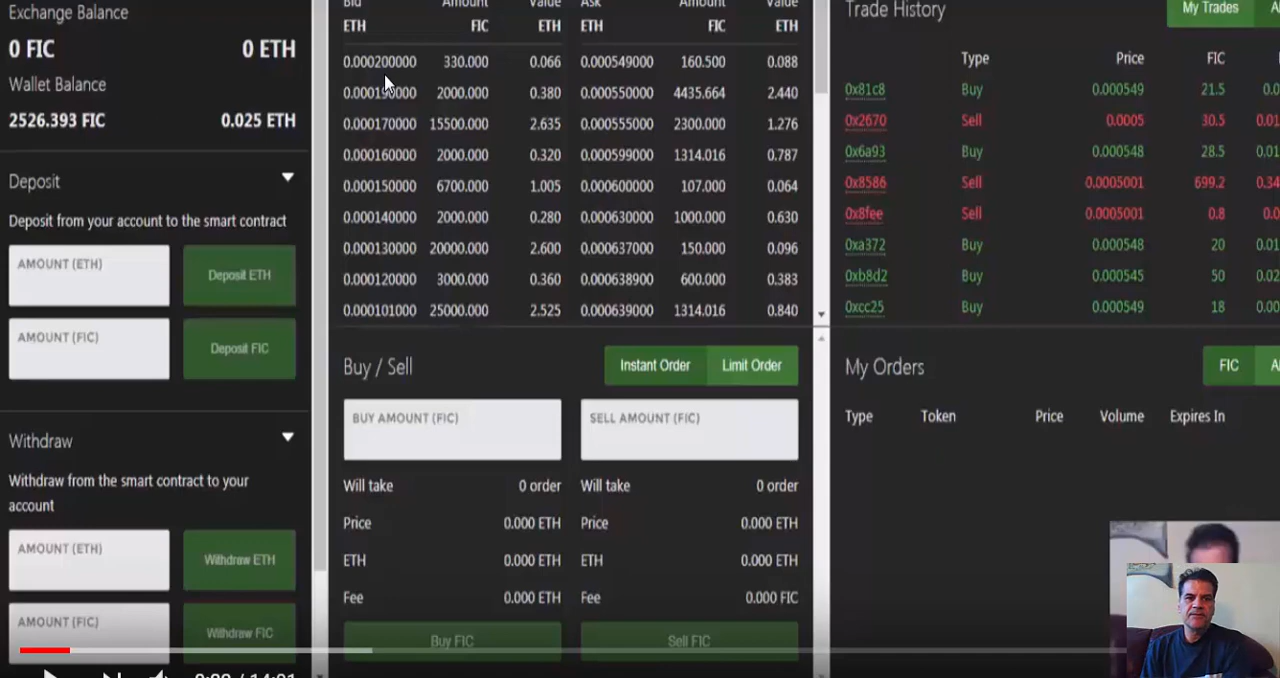 Exchange Balance
0 FIC 0 ETH
Wallet Balance
2526.393 FIC 0.025 ETH
Deposit
Deposit from your account to the smart contract
AMOUNT (ETH) Deposit ETH
AMOUNT (FIC) Deposit FIC
Withdraw
Withdraw from the smart contract to your
account
AMOUNT (ETH) Withdraw ETH
AMOUNT (FIC) Withdraw FIC
Bid Amount Value Ask Amount Value
ETH FIC ETH ETH FIC ETH
0.000200000 330.000 0.066 0.000549000 160.500 0.088
0.000190000 2000.000 0.380 0.000550000 4435.664 2.440
0.000170000 15500.000 2.635 0.000555000 2300.000 1.276
0.000160000 2000.000 0.320 0.000599000 1314.016 0.787
0.000150000 6700.000 1.005 0.000600000 107.000 0.064
0.000140000 2000.000 0.280 0.000630000 1000.000 0.630
0.000130000 20000.000 2.600 0.000637000 150.000 0.096
0.000120000 3000.000 0.360 0.000638900 600.000 0.383
0.000101000 25000.000 2.525 0.000639000 1314.016 0.840
Buy / Sell Instant Order Limit Order
BUY AMOUNT (FIC) SELL AMOUNT (FIC)
Will take 0 order Will take 0 order
Price 0.000 ETH Price 0.000 ETH
ETH 0.000 ETH ETH 0.000 ETH
Fee 0.000 ETH Fee 0.000 FIC
Buy FIC Sell FIC
Trade History My Trades
Type Price FIC
0x81c8 Buy 0.000549 21.5
0x2670 Sell 0.0005 30.5
0x6a93 Buy 0.000548 28.5
0x8586 Sell 0.0005001 699.2
0x8fee Sell 0.0005001 0.8
0xa372 Buy 0.000548 20
0xb8d2 Buy 0.000545 50
0xcc25 Buy 0.000549 18
My Orders FIC
Type Token Price Volume Expires In